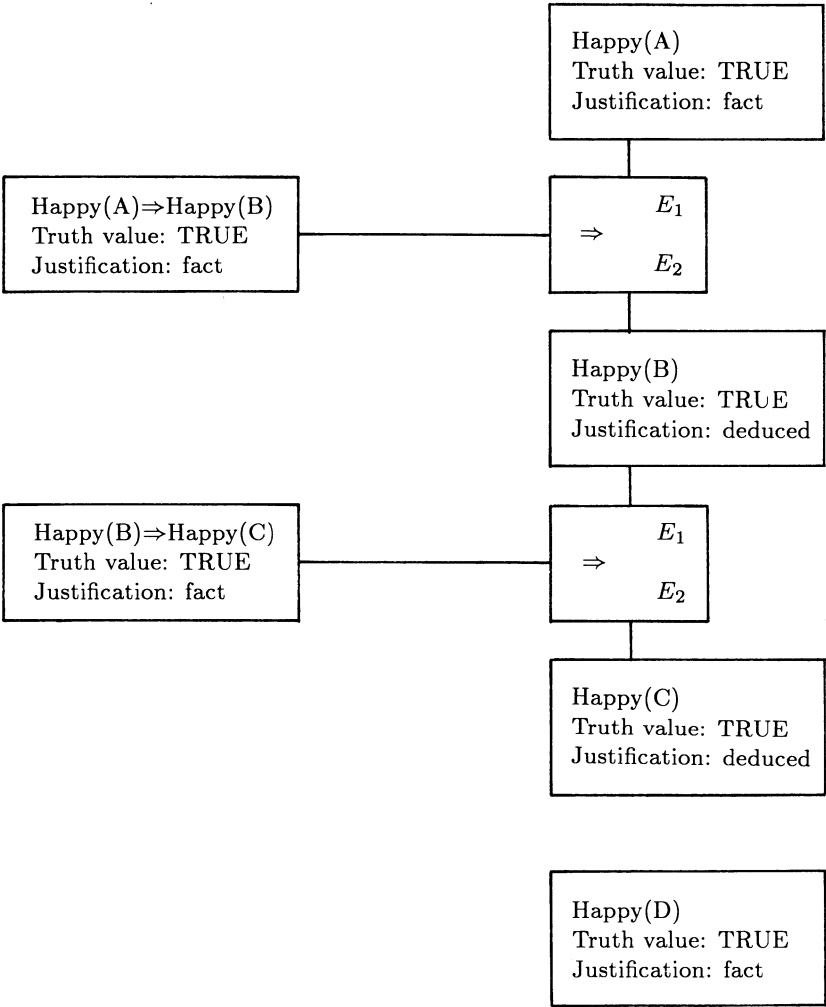 Happy(A)
Truth value: TRUE
Justification: fact
Happy(A)⇒Happy(B)
Truth value: TRUE
Justification: fact
E₁
⇒
E₂
Happy(B)
Truth value: TRUE
Justification: deduced
Happy(B)⇒Happy(C)
Truth value: TRUE
Justification: fact
E₁
⇒
E₂
Happy(C)
Truth value: TRUE
Justification: deduced
Happy(D)
Truth value: TRUE
Justification: fact